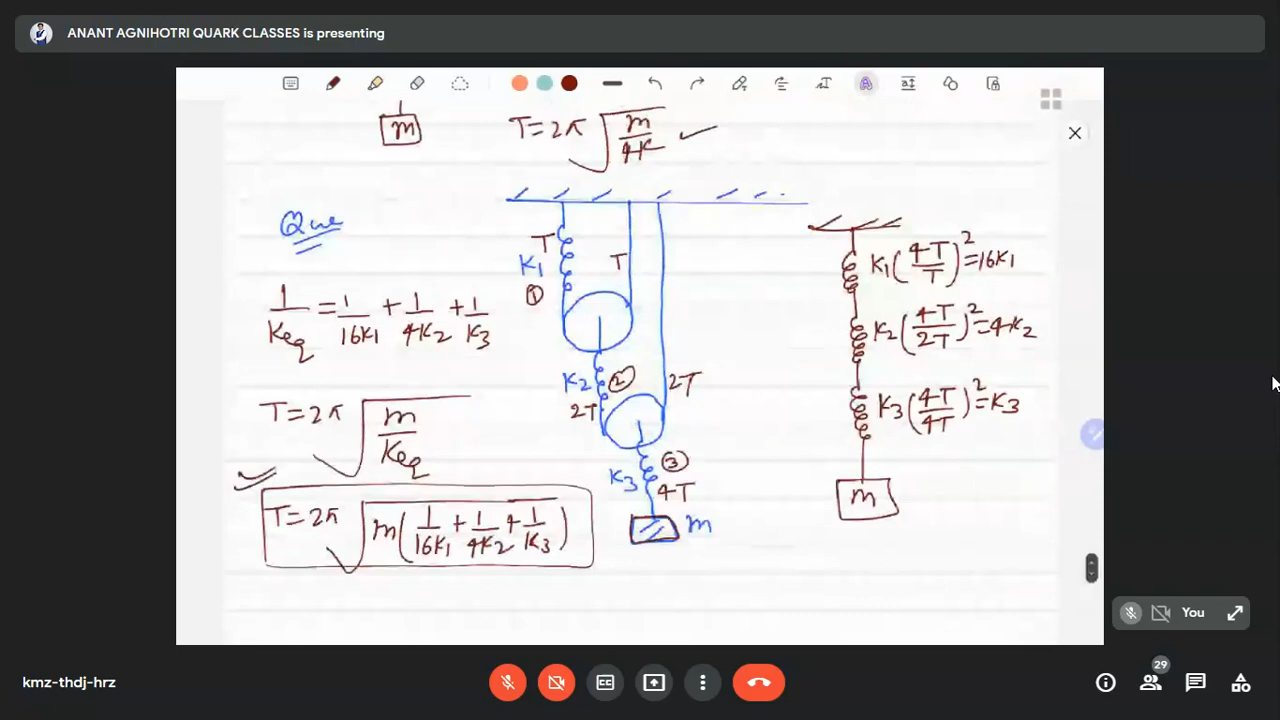 ANANT AGNIHOTRI QUARK CLASSES is presenting
m
T=2π√(m/4K)
Que
T
K1
T
①
1/Keq = 1/16K1 + 1/4K2 + 1/K3
K2
②
2T
2T
T=2π√(m/Keq)
K3
③
4T
m
T=2π√(m(1/16K1 + 1/4K2 + 1/K3))
K1(4T/T)²=16K1
K2(4T/2T)²=4K2
K3(4T/4T)²=K3
m
You
kmz-thdj-hrz
CC
29